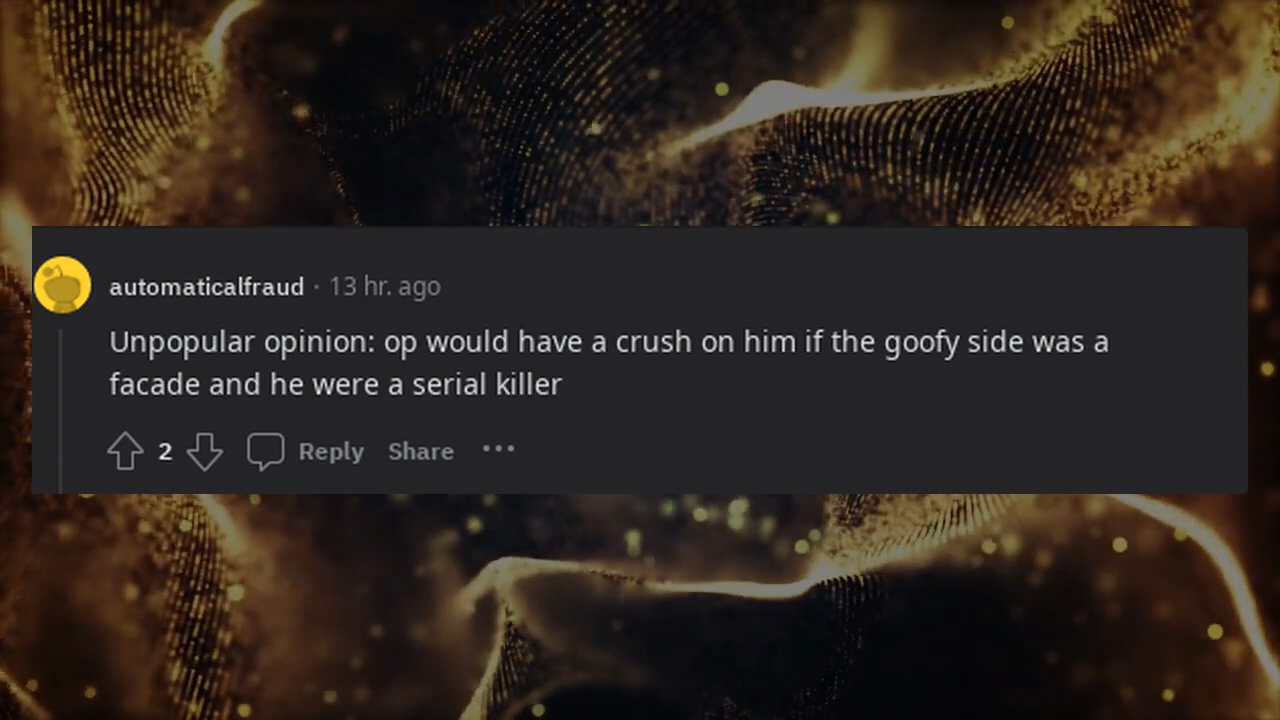 automaticalfraud · 13 hr. ago
Unpopular opinion: op would have a crush on him if the goofy side was a
facade and he were a serial killer
2 Reply Share ···